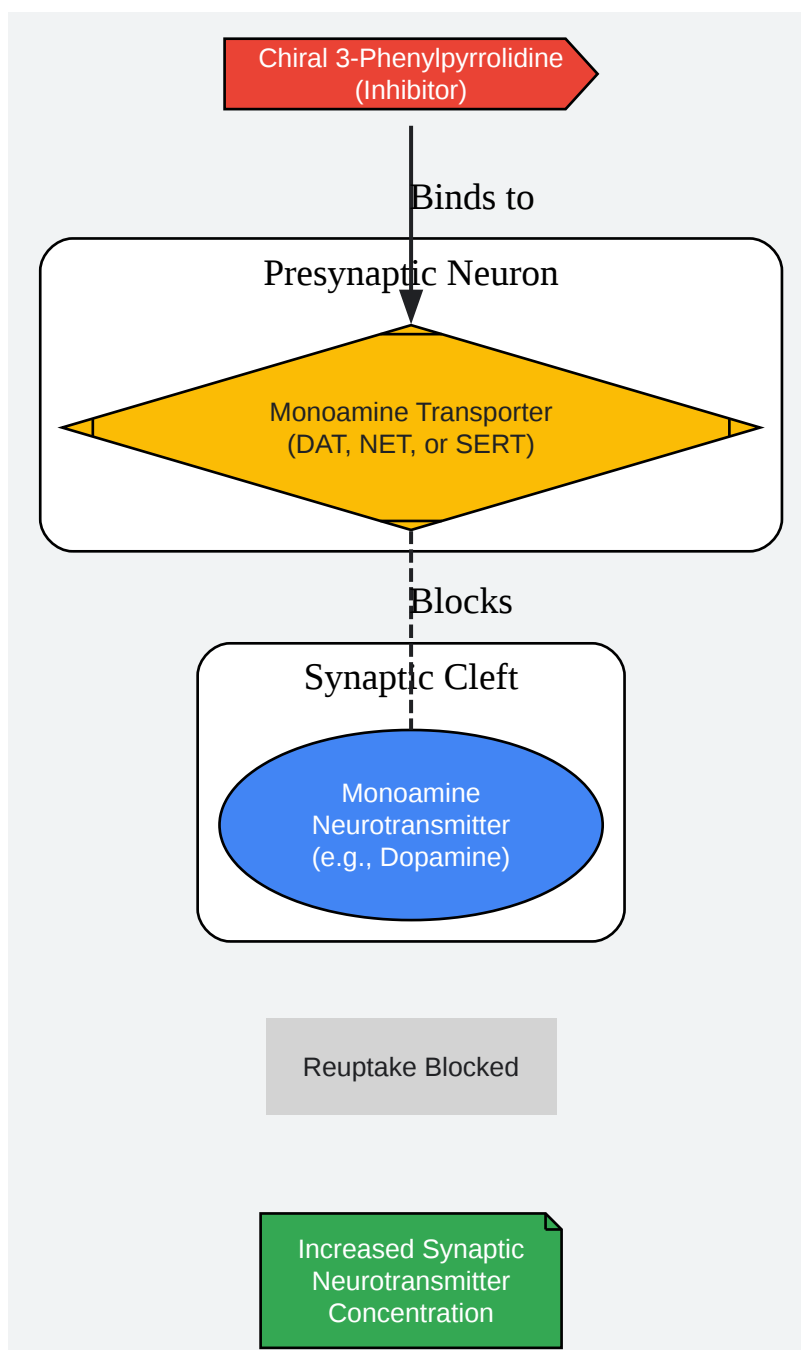 Chiral 3-Phenylpyrrolidine
(Inhibitor)
Binds to
Presynaptic Neuron
Monoamine Transporter
(DAT, NET, or SERT)
Blocks
Synaptic Cleft
Monoamine
Neurotransmitter
(e.g., Dopamine)
Reuptake Blocked
Increased Synaptic
Neurotransmitter
Concentration